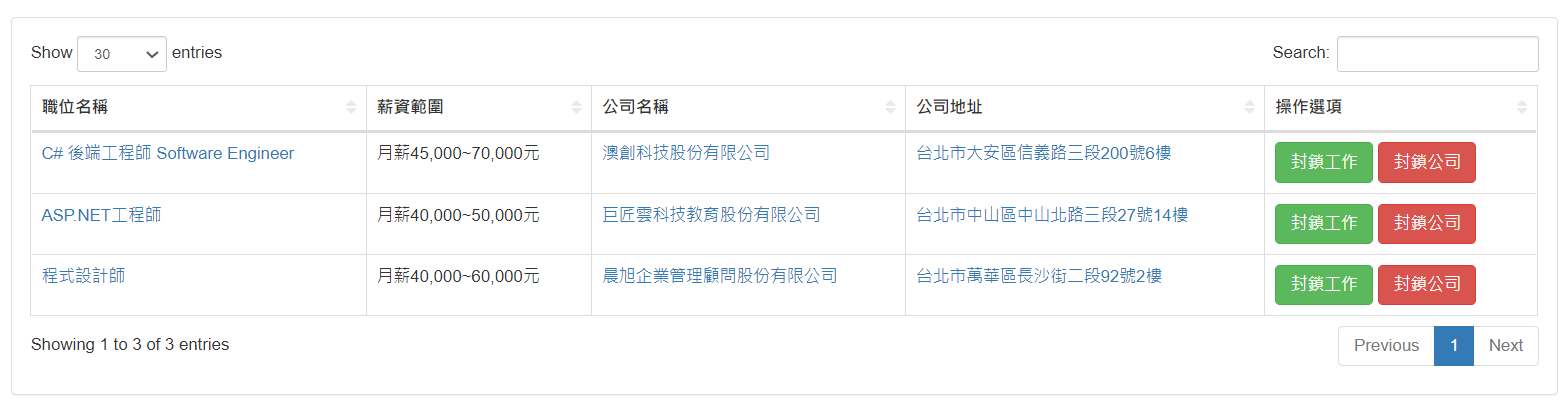 Show 30 entries Search:
職位名稱 薪資範圍 公司名稱 公司地址 操作選項
C# 後端工程師 Software Engineer 月薪45,000~70,000元 澳創科技股份有限公司 台北市大安區信義路三段200號6樓 封鎖工作 封鎖公司
ASP.NET工程師 月薪40,000~50,000元 巨匠雲科技教育股份有限公司 台北市中山區中山北路三段27號14樓 封鎖工作 封鎖公司
程式設計師 月薪40,000~60,000元 晨旭企業管理顧問股份有限公司 台北市萬華區長沙街二段92號2樓 封鎖工作 封鎖公司
Showing 1 to 3 of 3 entries Previous 1 Next